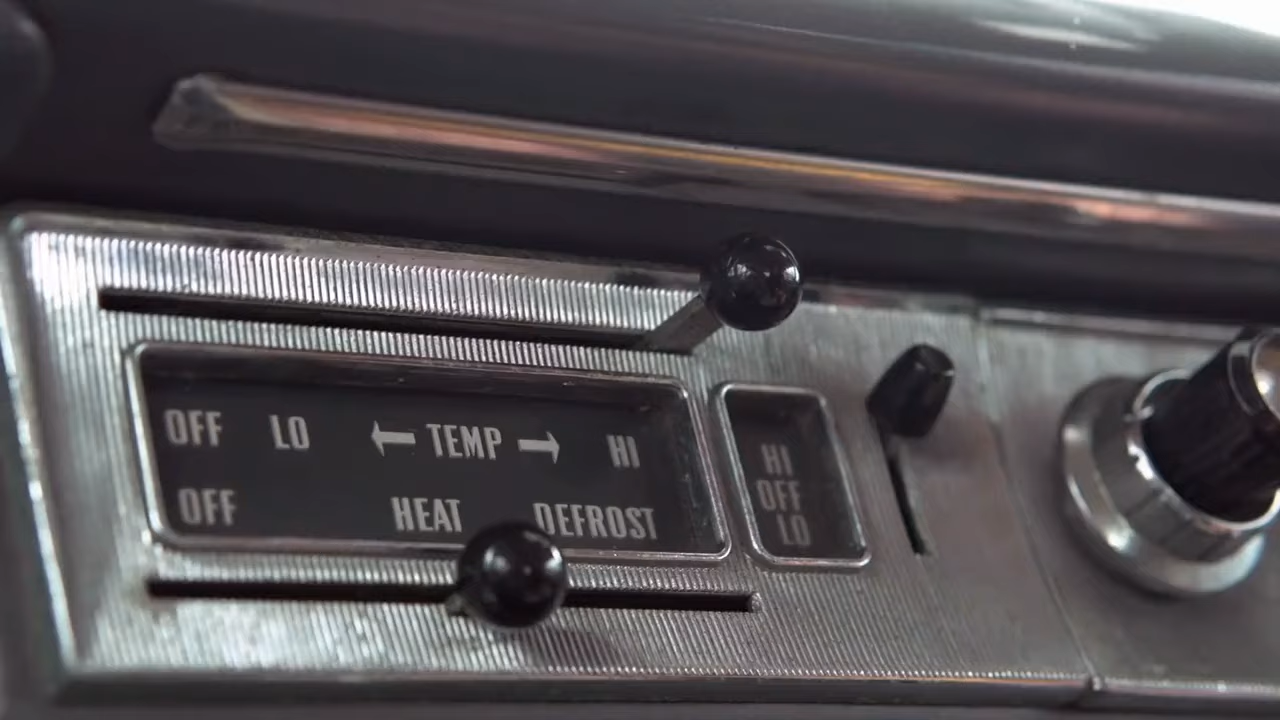 OFF LO ← TEMP → HI
OFF HEAT DEFROST
HI
OFF
LO